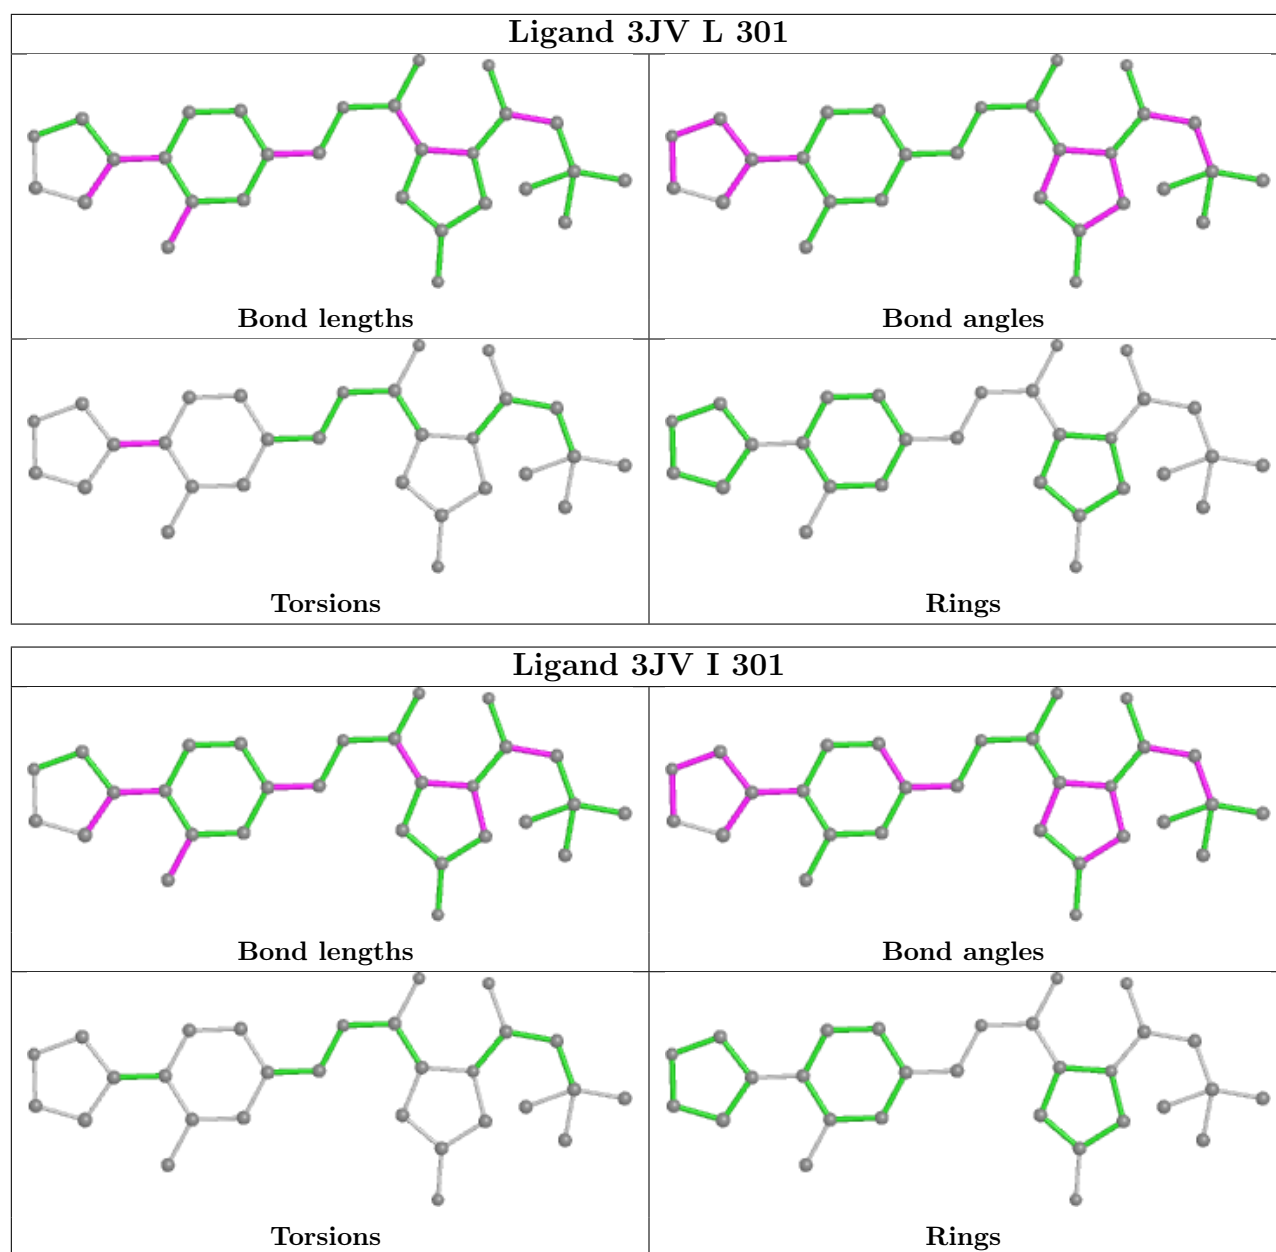 Ligand 3JV L 301
Bond lengths
Bond angles
Torsions
Rings
Ligand 3JV I 301
Bond lengths
Bond angles
Torsions
Rings